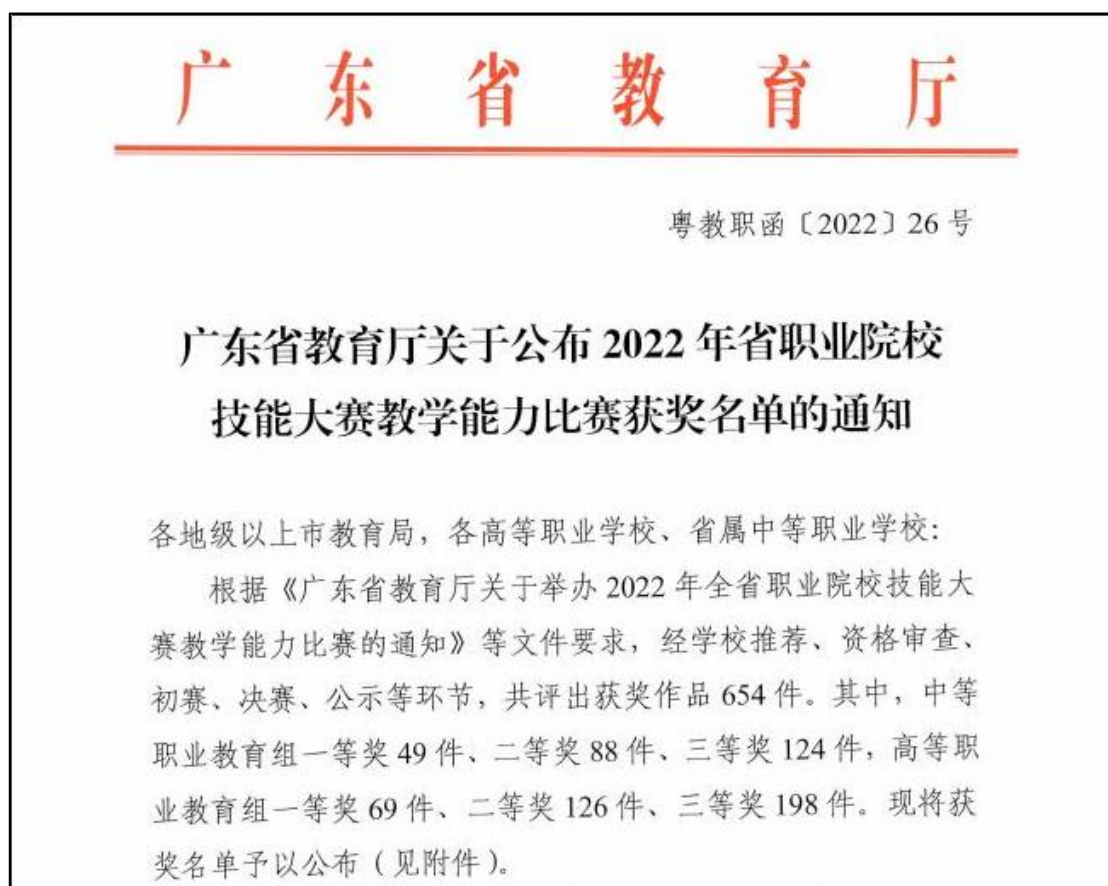 广东省教育厅
粤教职函〔2022〕26 号
广东省教育厅关于公布 2022 年省职业院校
技能大赛教学能力比赛获奖名单的通知
各地级以上市教育局，各高等职业学校、省属中等职业学校：
根据《广东省教育厅关于举办 2022 年全省职业院校技能大
赛教学能力比赛的通知》等文件要求，经学校推荐、资格审查、
初赛、决赛、公示等环节，共评出获奖作品 654 件。其中，中等
职业教育组一等奖 49 件、二等奖 88 件、三等奖 124 件，高等职
业教育组一等奖 69 件、二等奖 126 件、三等奖 198 件。现将获
奖名单予以公布（见附件）。